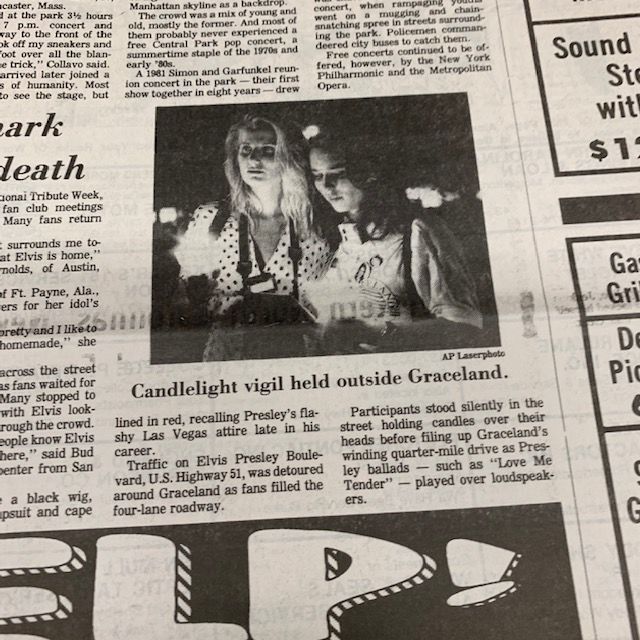 ncaster, Mass.
d at the park 3½ hours
7 p.m. concert and
way to the front of the
ok off my sneakers and
foot over all the blan-
e trick," Collavo said.
arrived later joined a
s of humanity. Most
to see the stage, but
Manhattan skyline as a backdrop.
The crowd was a mix of young and
old, mostly the former. And most of
them probably never experienced a
free Central Park pop concert, a
summertime staple of the 1970s and
early '80s.
A 1981 Simon and Garfunkel reun-
ion concert in the park — their first
show together in eight years — drew
concert, when rampaging youths
went on a mugging and chain-
snatching spree in streets surround-
ing the park. Policemen comman-
deered city buses to catch them.
Free concerts continued to be of-
fered, however, by the New York
Philharmonic and the Metropolitan
Opera.
ark
death
tional Tribute Week,
fan club meetings
Many fans return
t surrounds me to-
at Elvis is home,"
nolds, of Austin,
of Ft. Payne, Ala.,
ers for her idol's
pretty and I like to
homemade," she
across the street
as fans waited for
Many stopped to
with Elvis look-
rough the crowd.
eople know Elvis
here," said Bud
penter from San
e a black wig,
mpsuit and cape
AP Laserphoto
Candlelight vigil held outside Graceland.
lined in red, recalling Presley's fla-
shy Las Vegas attire late in his
career.
Traffic on Elvis Presley Boule-
vard, U.S. Highway 51, was detoured
around Graceland as fans filled the
four-lane roadway.
Participants stood silently in the
street holding candles over their
heads before filing up Graceland's
winding quarter-mile drive as Pres-
ley ballads — such as "Love Me
Tender" — played over loudspeak-
ers.
Sound
Sto
with
$1
Ga
Gril
De
Pic
ELP!